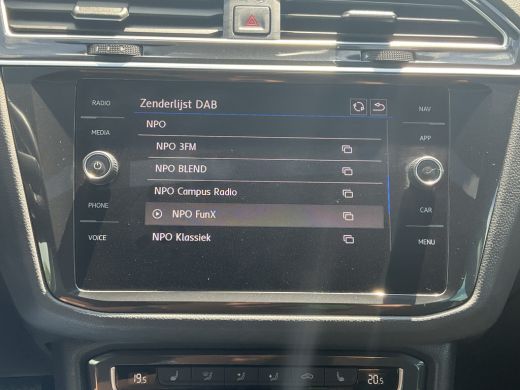 RADIO
MEDIA
PHONE
VOICE
Zenderlijst DAB
NPO
NPO 3FM
NPO BLEND
NPO Campus Radio
NPO FunX
NPO Klassiek
NAV
APP
CAR
MENU
19.5
20.5